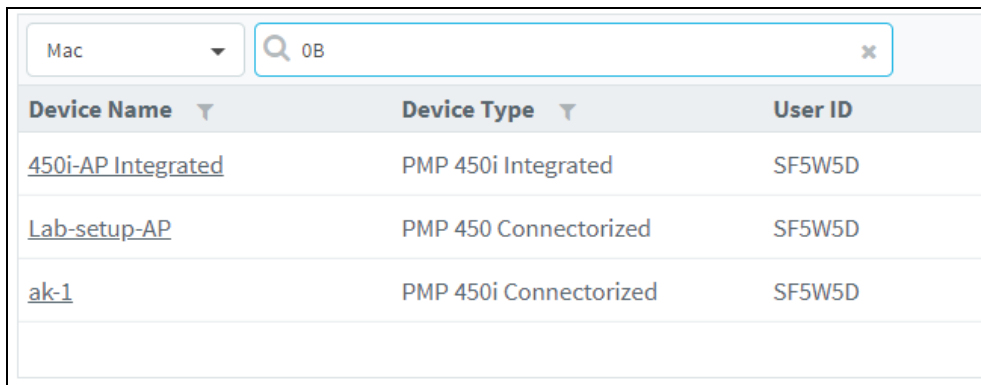 Mac 0B
Device Name Device Type User ID
450i-AP Integrated PMP 450i Integrated SF5W5D
Lab-setup-AP PMP 450 Connectorized SF5W5D
ak-1 PMP 450i Connectorized SF5W5D